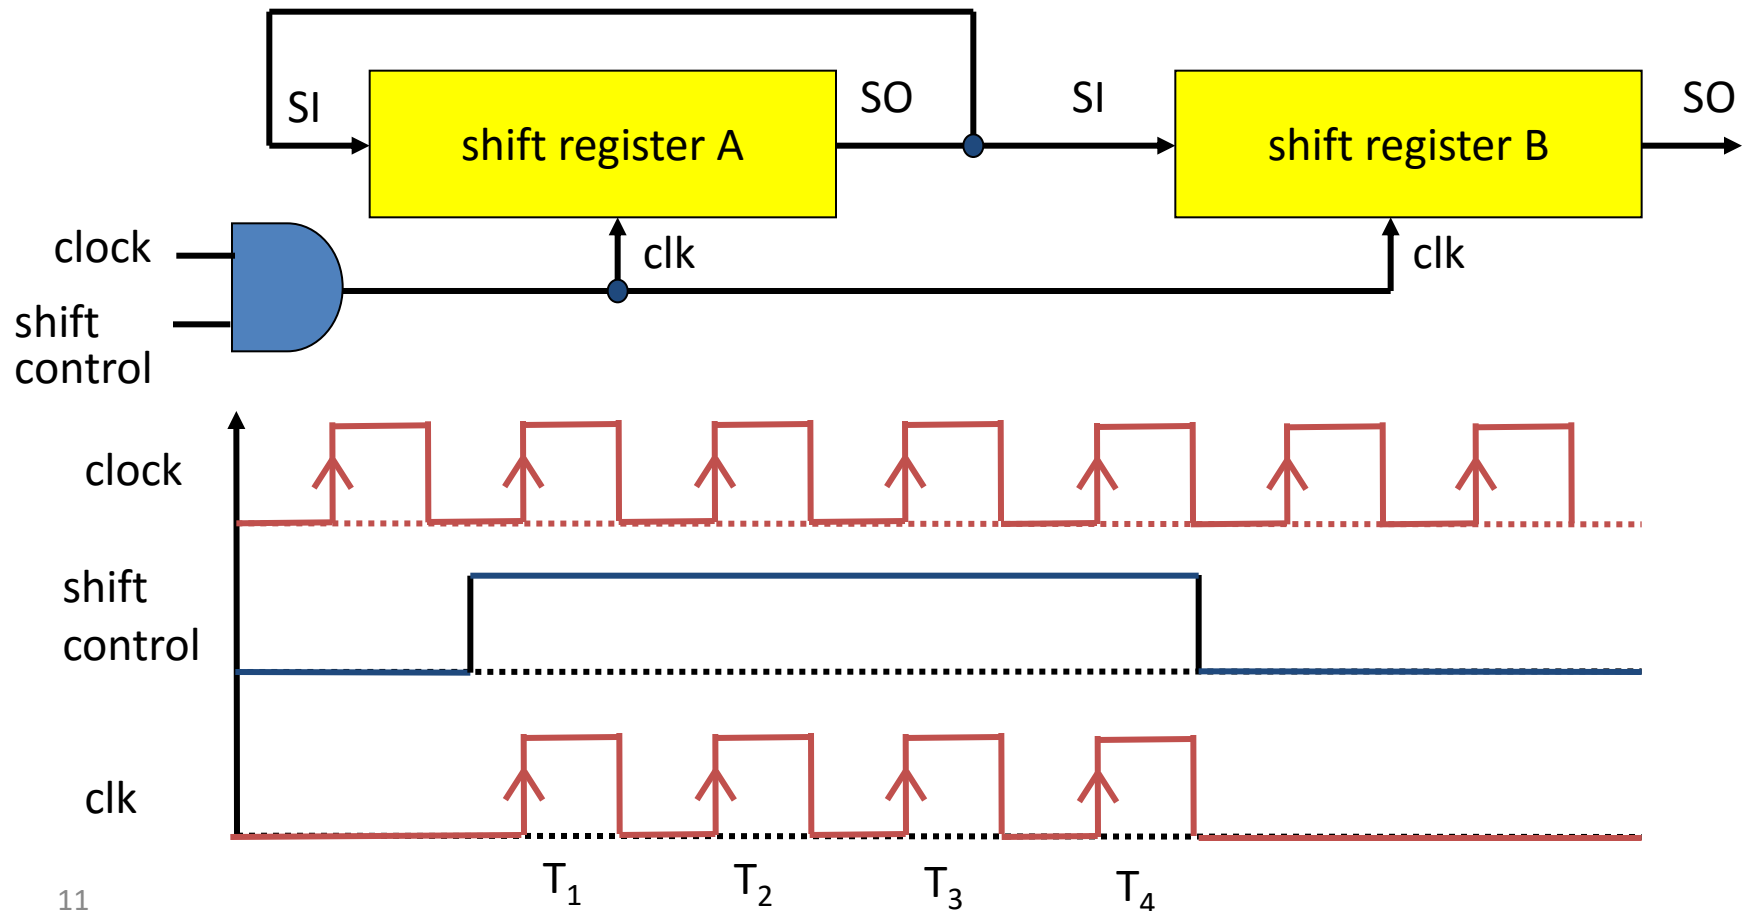 SI
shift register A
SO
SI
shift register B
SO
clock
clk
clk
shift
control
clock
shift
control
clk
T1
T2
T3
T4
11